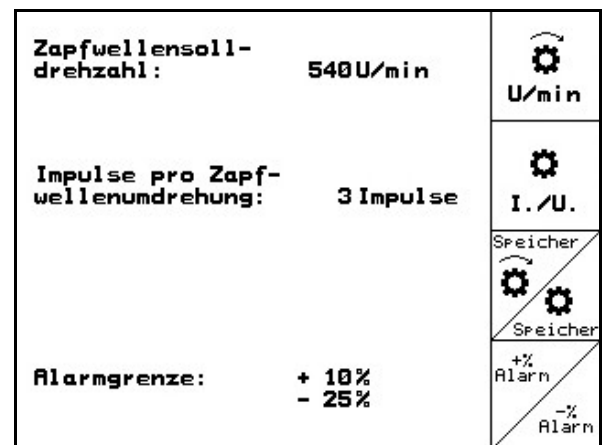 Zapfwellensoll-
drehzahl: 540U/min
U/min
Impulse pro Zapf-
wellenumdrehung: 3 Impulse
I./U.
Speicher
Speicher
Alarmgrenze: + 10%
- 25%
+%
Alarm
-%
Alarm